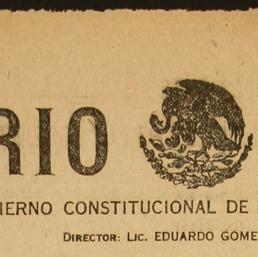 RIO
IERNO CONSTITUCIONAL DE
DIRECTOR: LIC. EDUARDO GOME